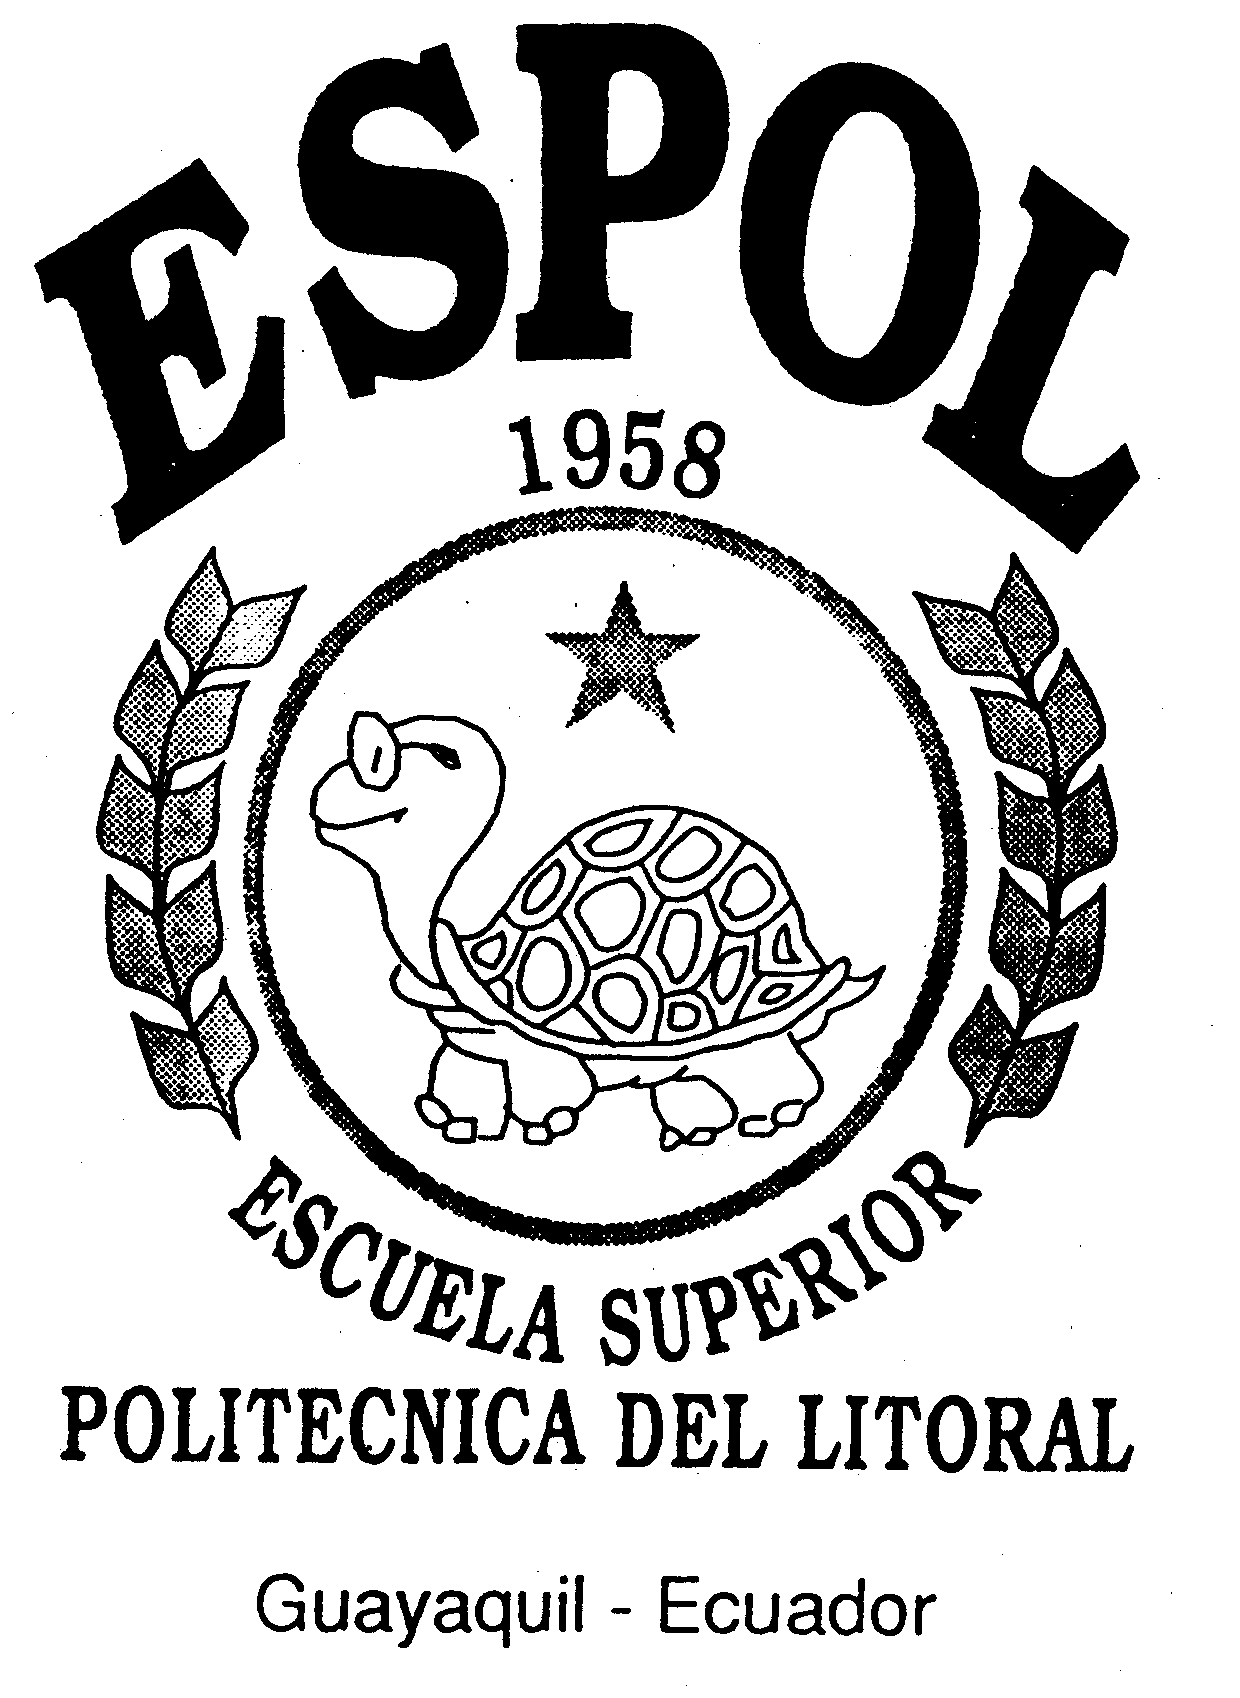 ESPOL
1958
ESCUELA SUPERIOR
POLITECNICA DEL LITORAL
Guayaquil - Ecuador